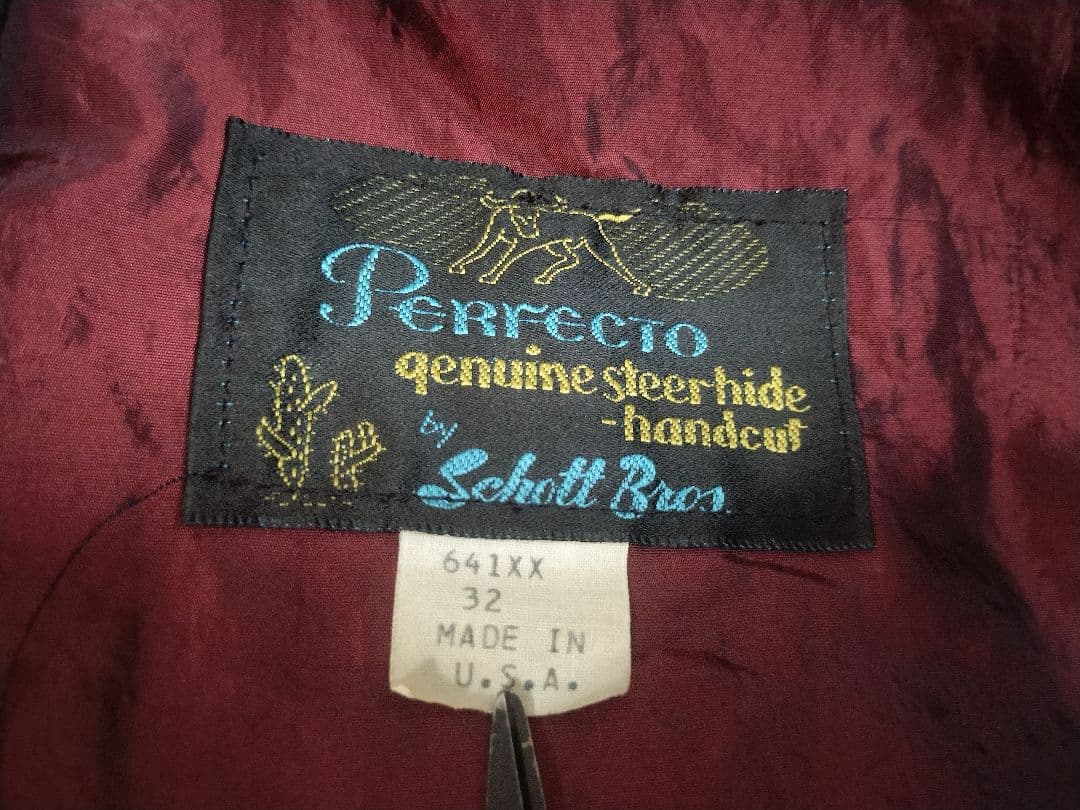 PERFECTO
genuine steerhide
-handcut
by
Schott Bros.
641XX
32
MADE IN
U.S.A.